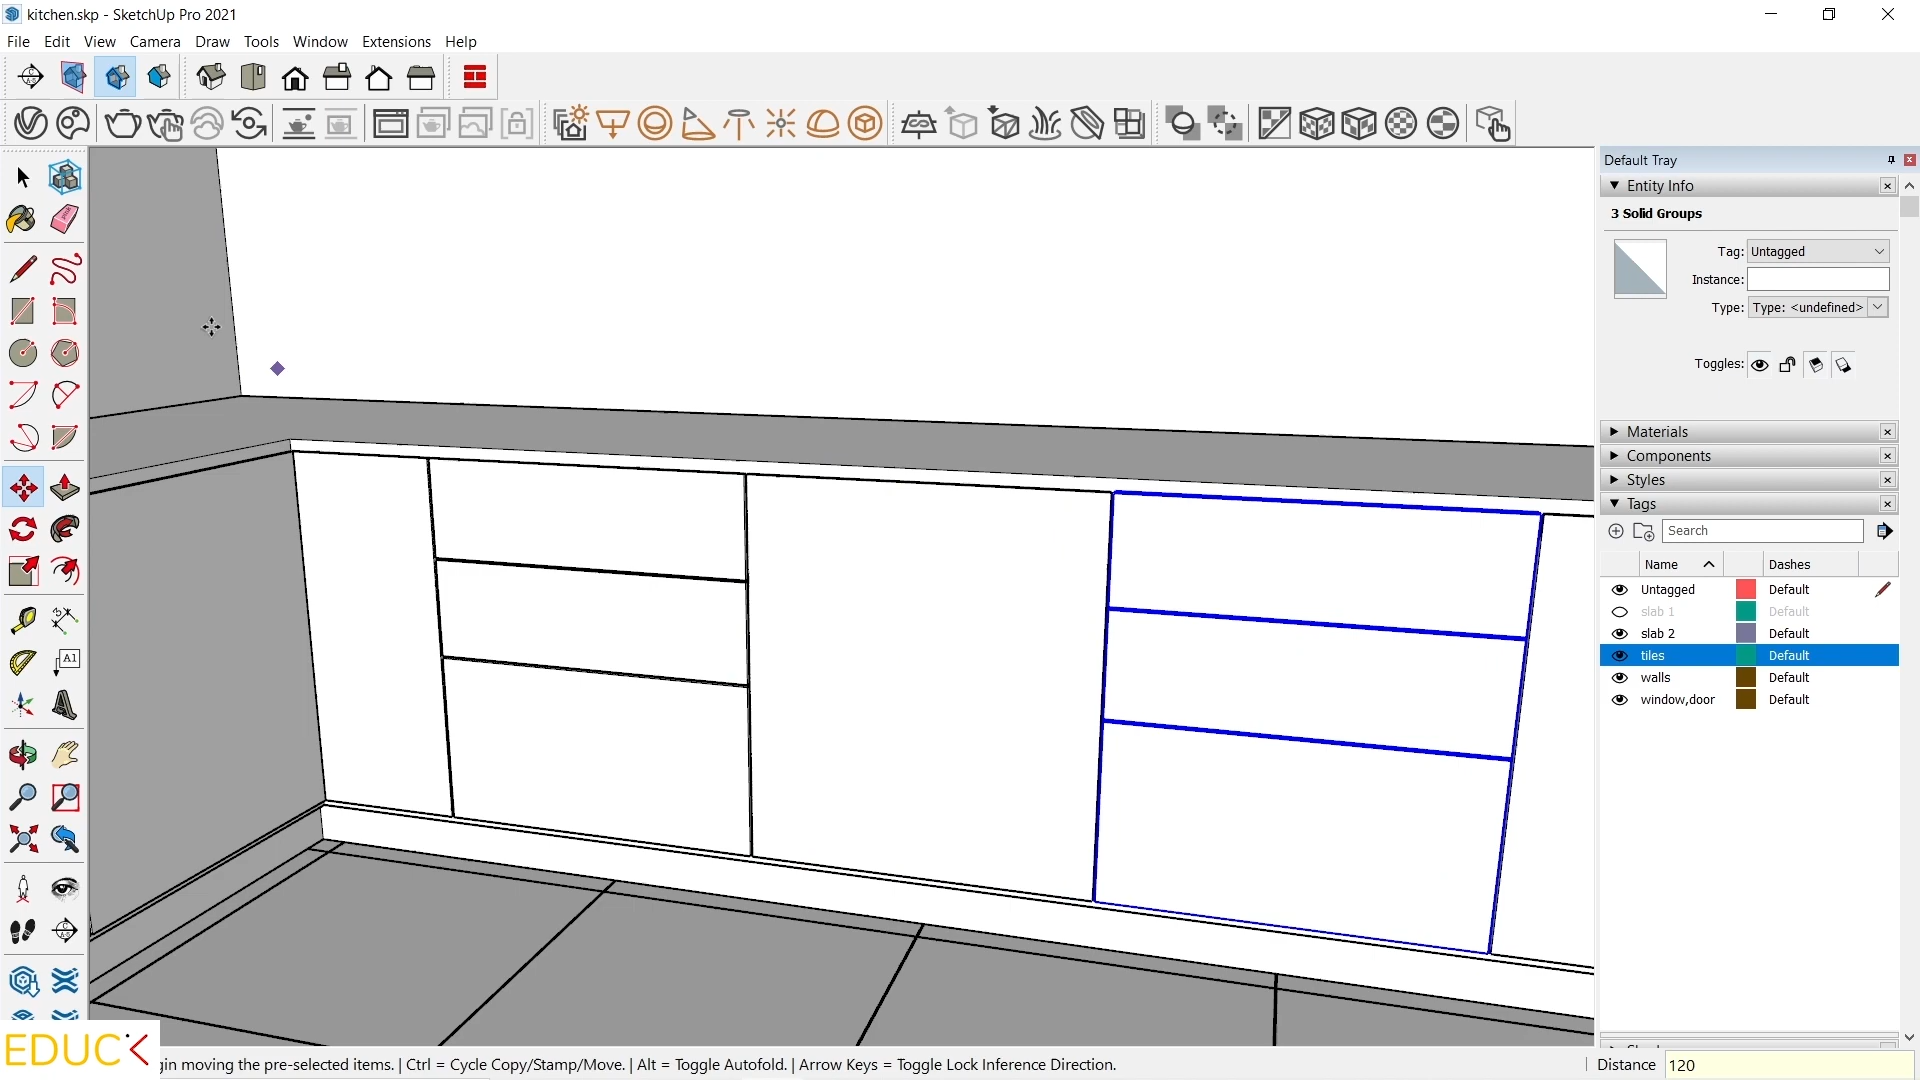 kitchen.skp - SketchUp Pro 2021
File Edit View Camera Draw Tools Window Extensions Help
Default Tray
Entity Info
3 Solid Groups
Tag: Untagged
Instance:
Type: Type: <undefined>
Toggles:
Materials
Components
Styles
Tags
Search
Name Dashes
Untagged Default
slab 1 Default
slab 2 Default
tiles Default
walls Default
window,door Default
A1
EDUCK
gin moving the pre-selected items. | Ctrl = Cycle Copy/Stamp/Move. | Alt = Toggle Autofold. | Arrow Keys = Toggle Lock Inference Direction.
Distance 120